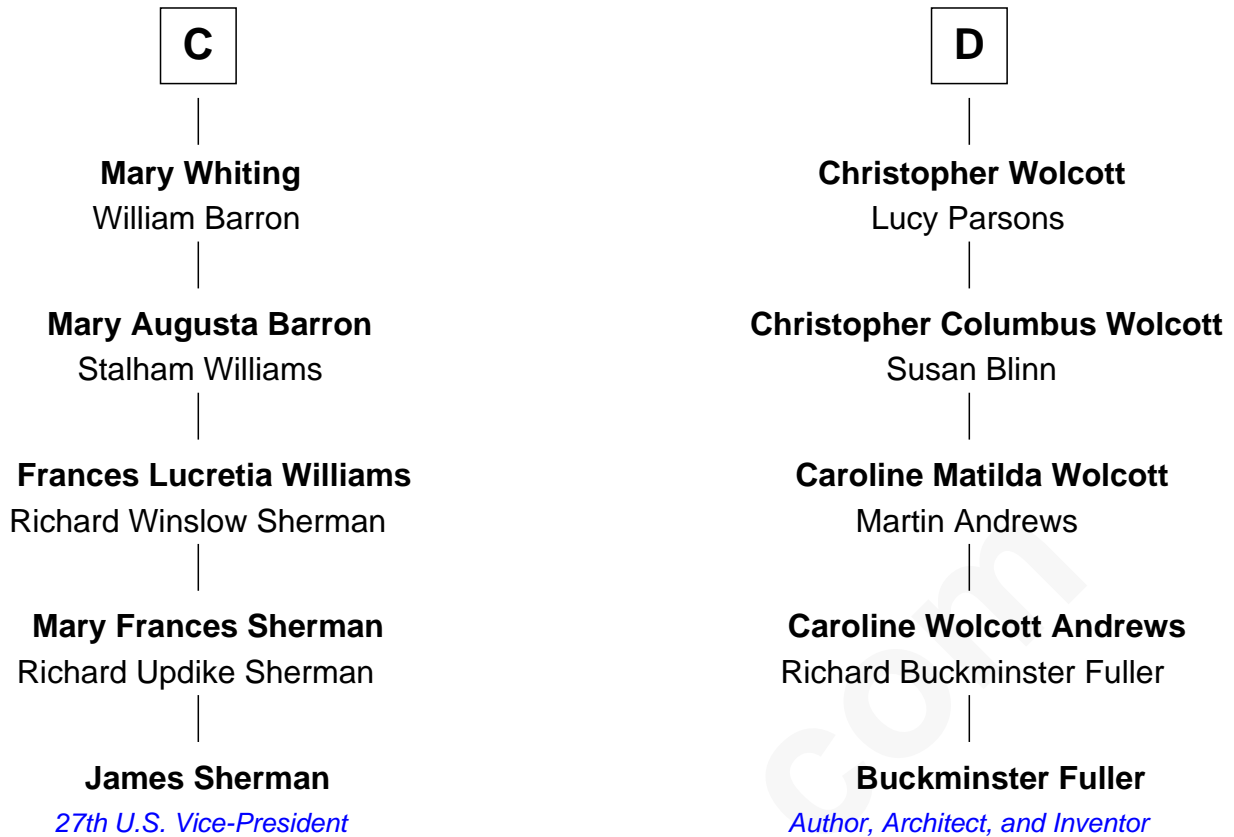 C
Mary Whiting
William Barron
Mary Augusta Barron
Stalham Williams
Frances Lucretia Williams
Richard Winslow Sherman
Mary Frances Sherman
Richard Updike Sherman
James Sherman
27th U.S. Vice-President
D
Christopher Wolcott
Lucy Parsons
Christopher Columbus Wolcott
Susan Blinn
Caroline Matilda Wolcott
Martin Andrews
Caroline Wolcott Andrews
Richard Buckminster Fuller
Buckminster Fuller
Author, Architect, and Inventor
com